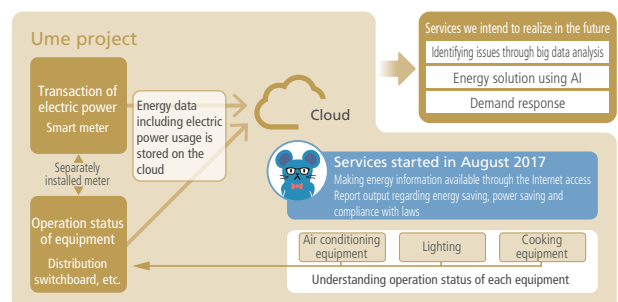 Ume project
Transaction of
electric power
Smart meter
Separately
installed meter
Operation status
of equipment
Distribution
switchboard, etc.
Energy data
including electric
power usage is
stored on the
cloud
Cloud
Services we intend to realize in the future
Identifying issues through big data analysis
Energy solution using AI
Demand response
Services started in August 2017
Making energy information available through the Internet access
Report output regarding energy saving, power saving and
compliance with laws
Air conditioning
equipment
Lighting
Cooking
equipment
Understanding operation status of each equipment